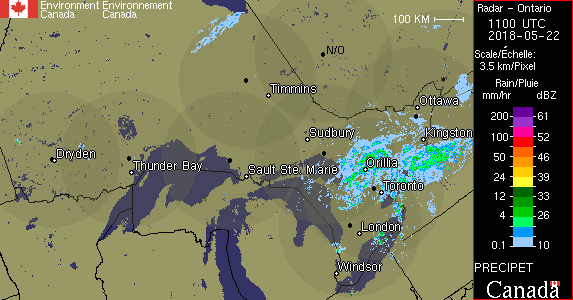 Environment Environnement
Canada Canada
100 KM
N/O
Timmins
Ottawa
Sudbury
Kingston
Dryden
Thunder Bay
Sault Ste. Marie
Orillia
Toronto
London
Windsor
Radar - Ontario
1100 UTC
2018-05-22
Scale/Échelle:
3.5 km/Pixel
Rain/Pluie
mm/hr dBZ
200 61
100 52
50 46
24 39
12 33
4 26
0.1 10
PRECIPET
Canada